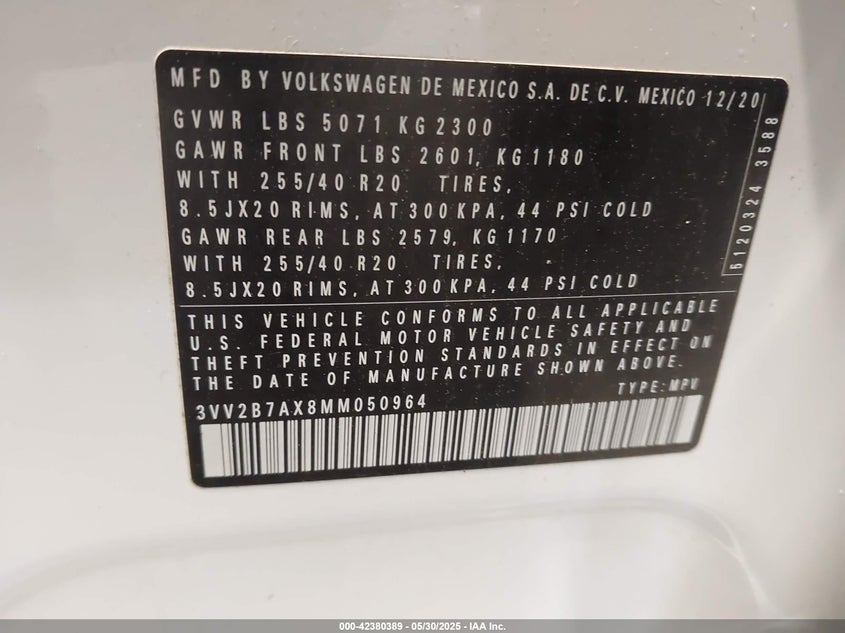 MFD BY VOLKSWAGEN DE MEXICO S.A. DE C.V. MEXICO 12/20
GVWR LBS 5071 KG 2300
GAWR FRONT LBS 2601, KG 1180
WITH 255/40 R20 TIRES,
8.5JX20 RIMS, AT 300 KPA, 44 PSI COLD
GAWR REAR LBS 2579, KG 1170
WITH 255/40 R20 TIRES,
8.5JX20 RIMS, AT 300 KPA, 44 PSI COLD
5120324 3588
THIS VEHICLE CONFORMS TO ALL APPLICABLE
U.S. FEDERAL MOTOR VEHICLE SAFETY AND
THEFT PREVENTION STANDARDS IN EFFECT ON
THE DATE OF MANUFACTURE SHOWN ABOVE.
TYPE: MPV
3VV2B7AX8MM050964
000-42380389 - 05/30/2025 - IAA Inc.